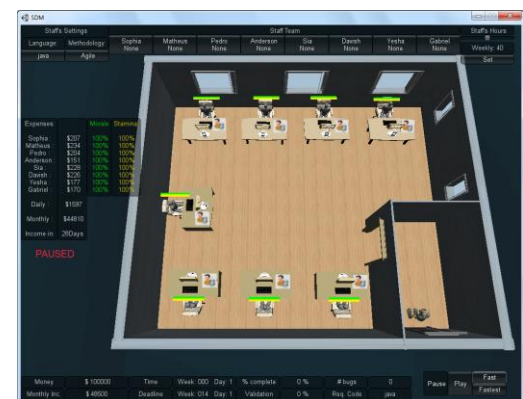 SDM
Staff's Settings
Staff Team
Staff's Hours
Language: Methodology:
java Agile
Sophia Matheus Pedro Anderson Sia Davish Yesha Gabriel
None None None None None None None None
Weekly: 40
Set
Expenses: Morale Stamina
Sophia : $207 100% 100%
Matheus : $234 100% 100%
Pedro : $204 100% 100%
Anderson : $151 100% 100%
Sia : $228 100% 100%
Davish : $226 100% 100%
Yesha : $177 100% 100%
Gabriel : $170 100% 100%
Daily : $1597
Monthly : $44810
Income in: 28Days
PAUSED
Money $ 100000 Time Week: 000 Day: 1 % complete 0 % # bugs 0
Monthly Inc. $ 48500 Deadline Week: 014 Day: 1 Validation 0 % Req. Code java
Pause Play Fast
Fastest